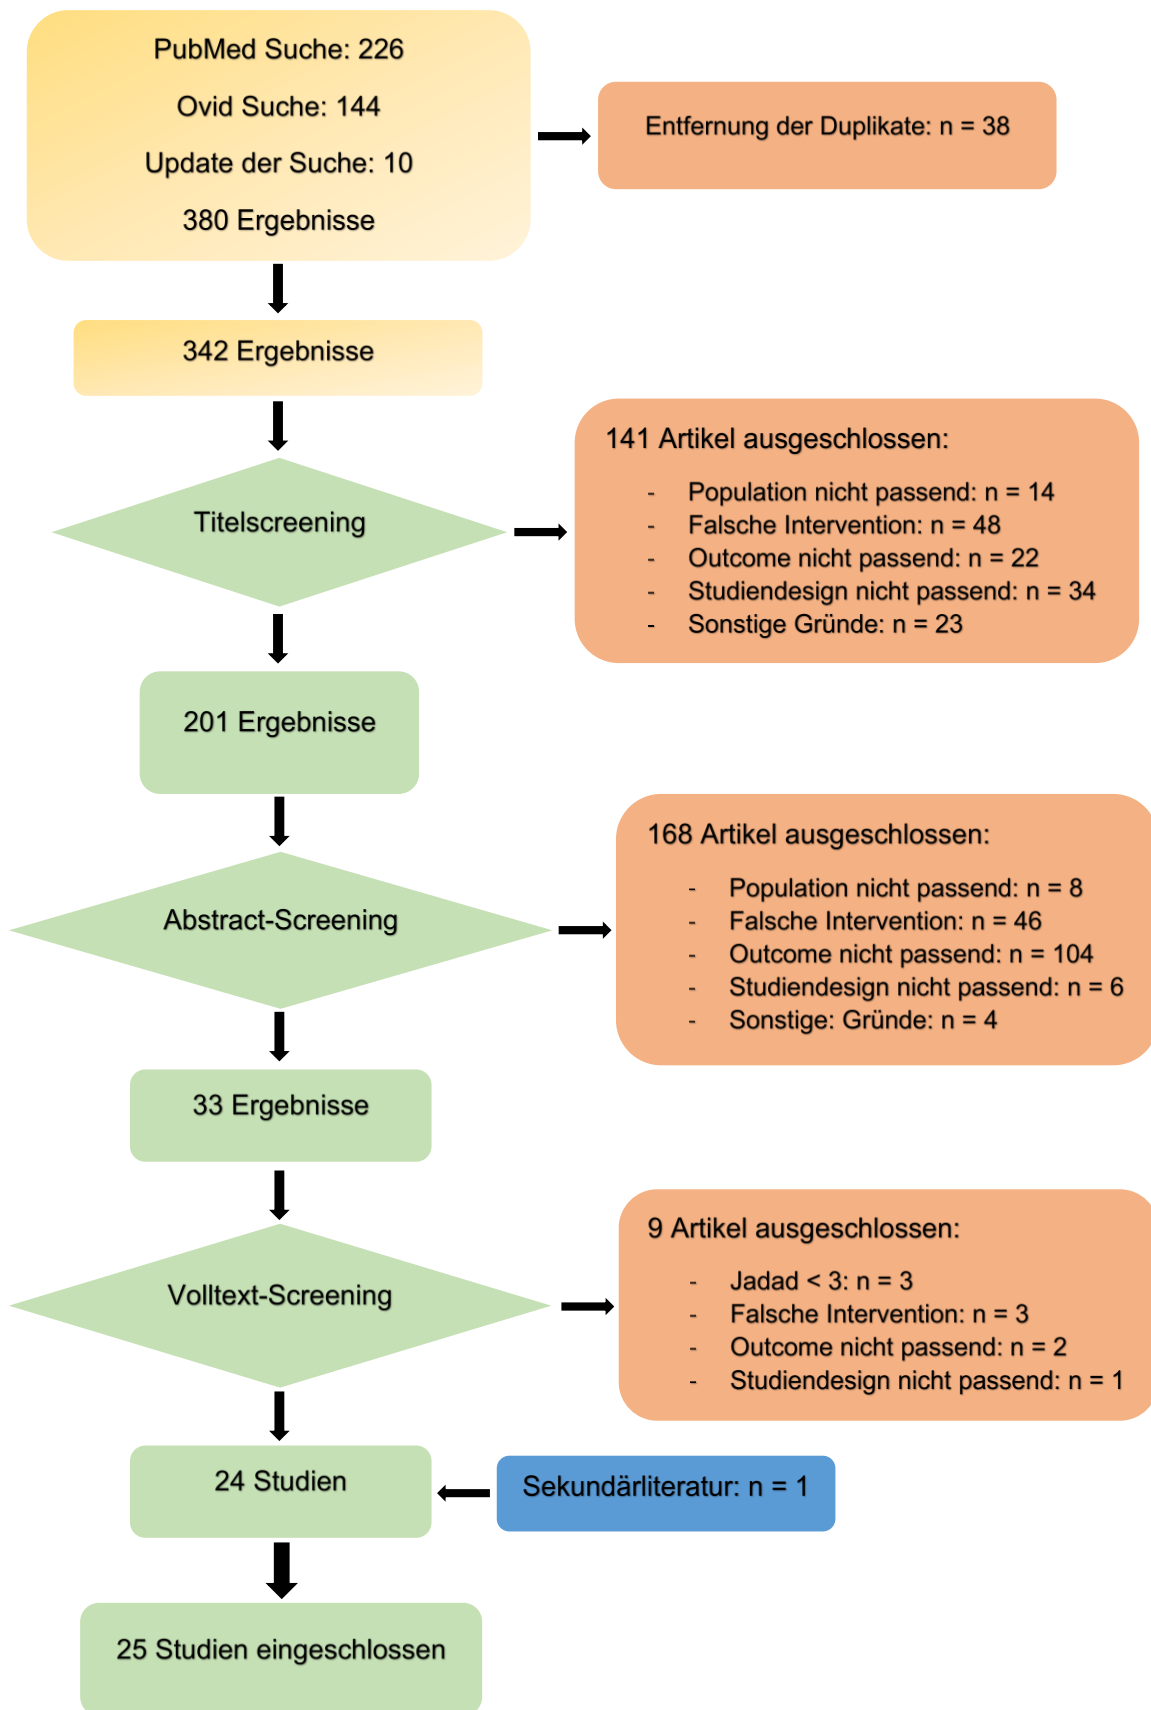 PubMed Suche: 226
Ovid Suche: 144
Update der Suche: 10
380 Ergebnisse
Entfernung der Duplikate: n = 38
342 Ergebnisse
Titelscreening
141 Artikel ausgeschlossen:
- Population nicht passend: n = 14
- Falsche Intervention: n = 48
- Outcome nicht passend: n = 22
- Studiendesign nicht passend: n = 34
- Sonstige Gründe: n = 23
201 Ergebnisse
Abstract-Screening
168 Artikel ausgeschlossen:
- Population nicht passend: n = 8
- Falsche Intervention: n = 46
- Outcome nicht passend: n = 104
- Studiendesign nicht passend: n = 6
- Sonstige: Gründe: n = 4
33 Ergebnisse
Volltext-Screening
9 Artikel ausgeschlossen:
- Jadad < 3: n = 3
- Falsche Intervention: n = 3
- Outcome nicht passend: n = 2
- Studiendesign nicht passend: n = 1
24 Studien
Sekundärliteratur: n = 1
25 Studien eingeschlossen